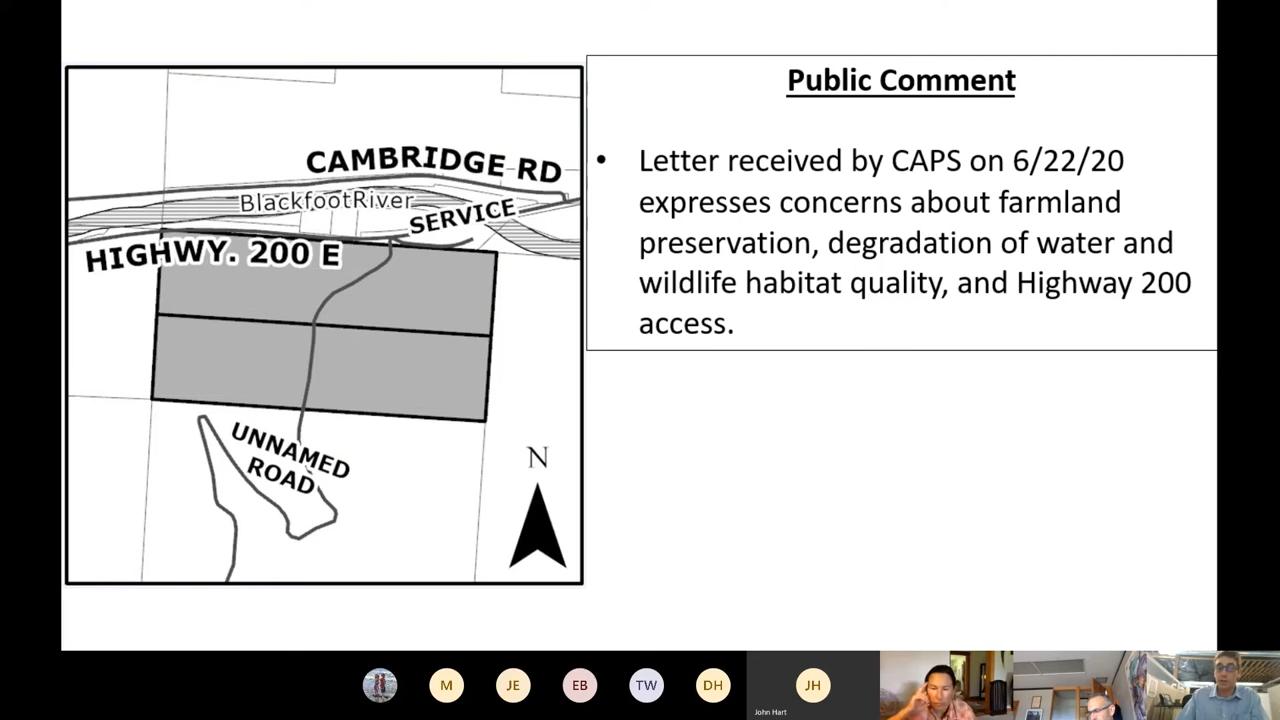 Public Comment
• Letter received by CAPS on 6/22/20
expresses concerns about farmland
preservation, degradation of water and
wildlife habitat quality, and Highway 200
access.
CAMBRIDGE RD
BlackfootRiver
SERVICE
HIGHWY. 200 E
UNNAMED
ROAD
N
M
JE
EB
TW
DH
JH
John Hart